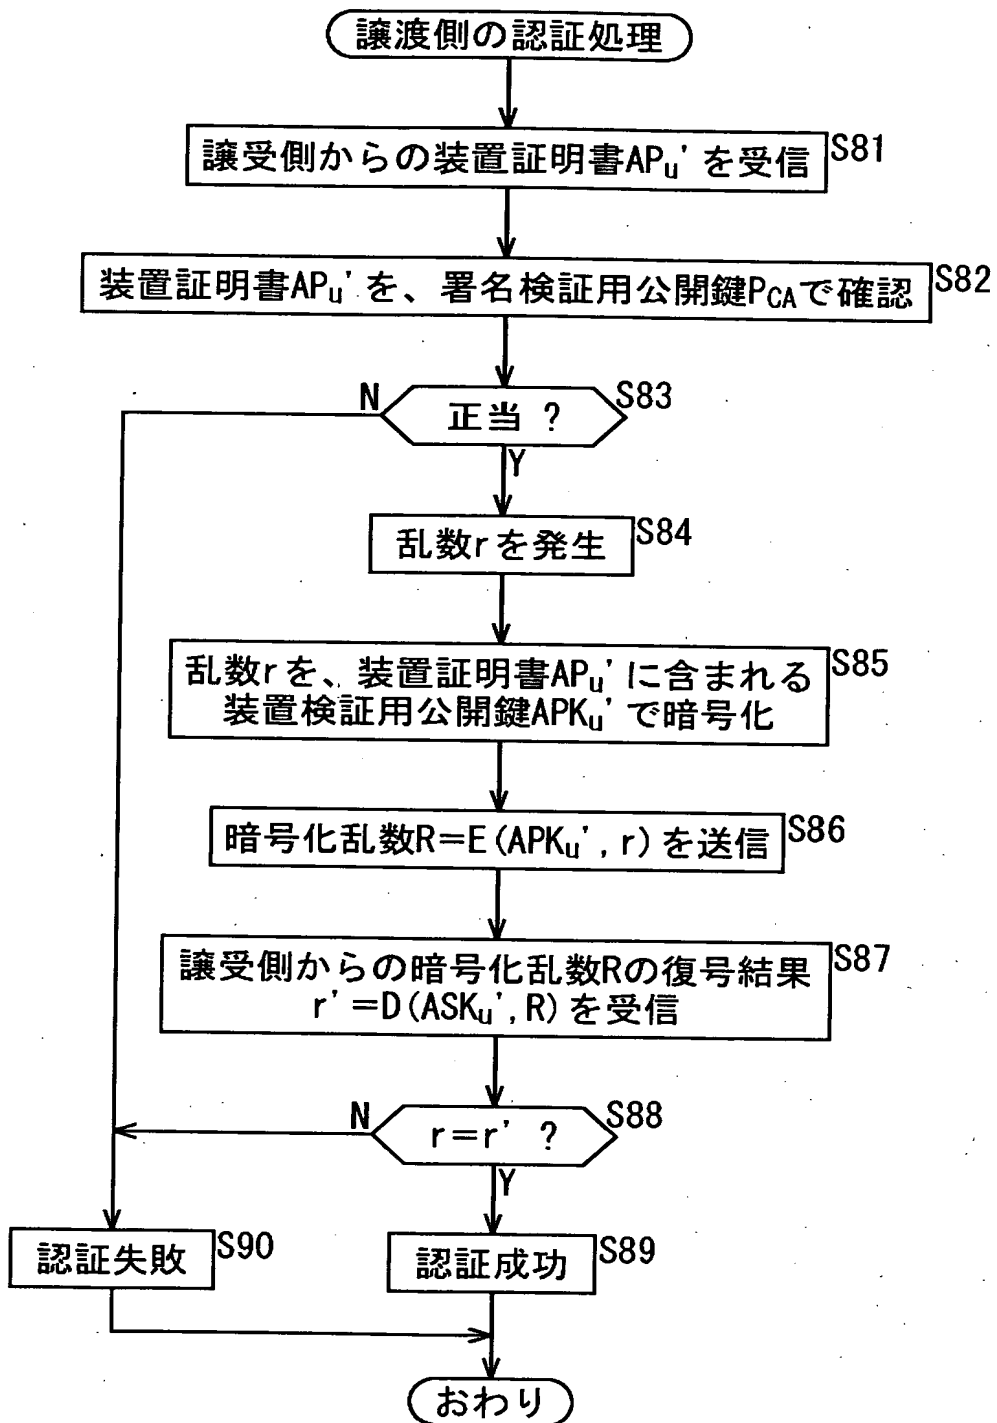 譲渡側の認証処理
譲受側からの装置証明書APu'を受信
S81
装置証明書APu'を、署名検証用公開鍵PCAで確認
S82
N
正当 ?
S83
Y
乱数rを発生
S84
乱数rを、装置証明書APu'に含まれる
装置検証用公開鍵APKu'で暗号化
S85
暗号化乱数R=E(APKu', r)を送信
S86
譲受側からの暗号化乱数Rの復号結果
r'=D(ASKu', R)を受信
S87
N
r=r' ?
S88
Y
認証失敗
S90
認証成功
S89
おわり